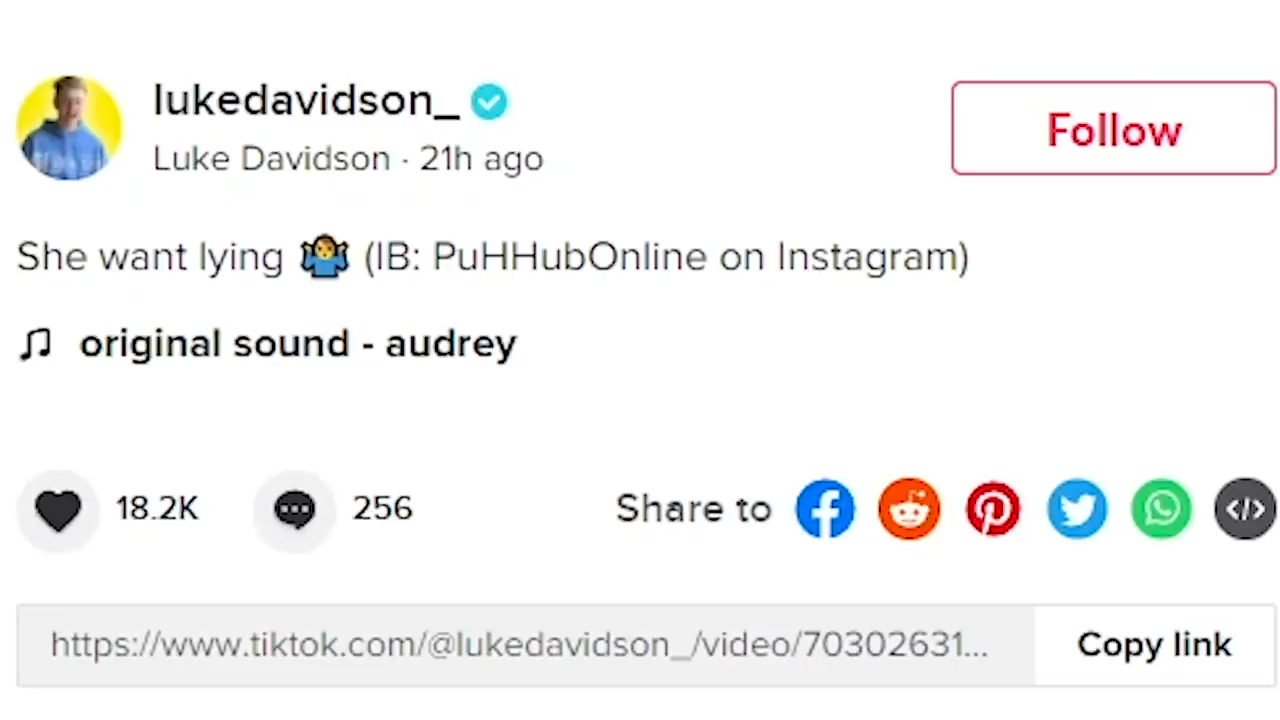 lukedavidson_
Luke Davidson · 21h ago
Follow
She want lying 🤷‍♂️ (IB: PuHHubOnline on Instagram)
original sound - audrey
18.2K
256
Share to
https://www.tiktok.com/@lukedavidson_/video/70302631...
Copy link